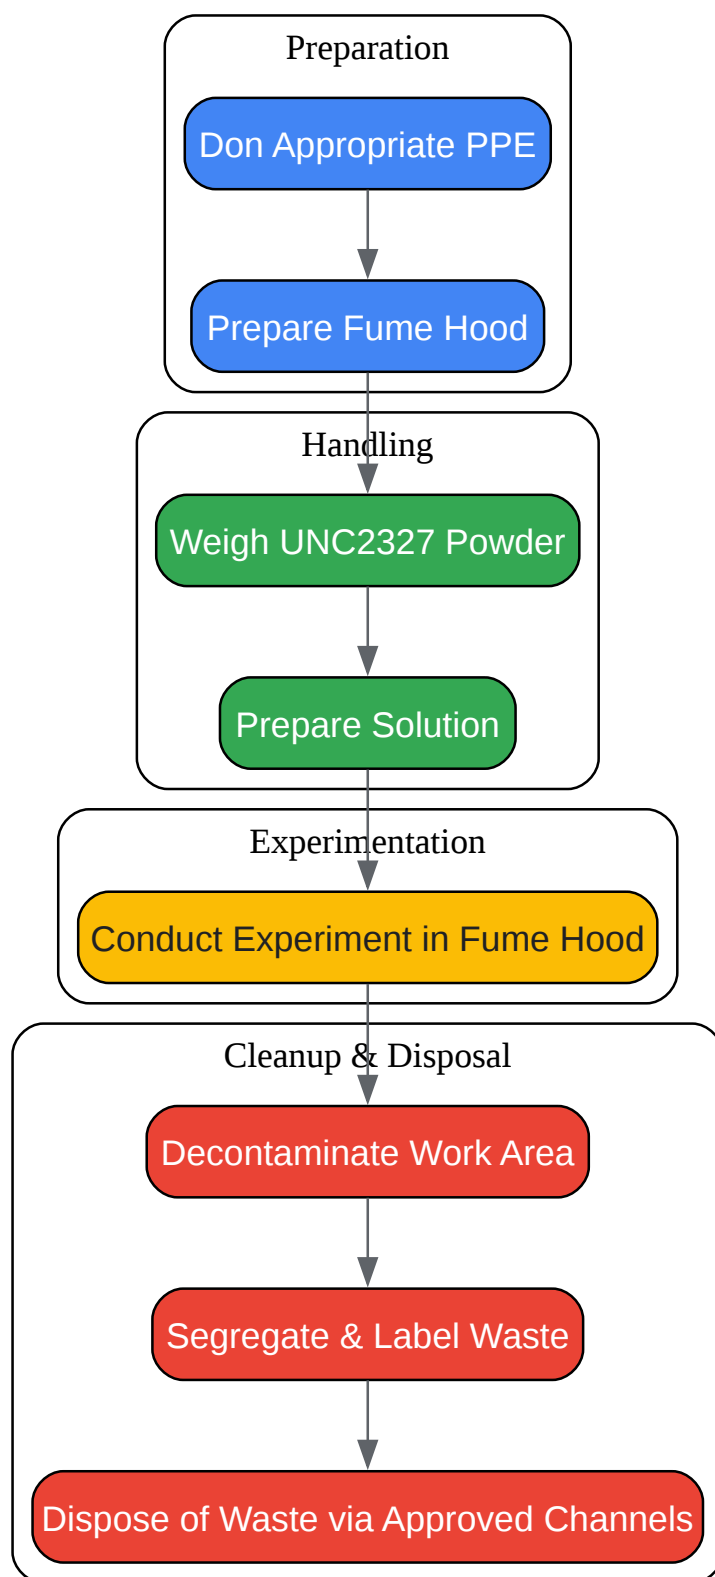 Preparation
Don Appropriate PPE
Prepare Fume Hood
Handling
Weigh UNC2327 Powder
Prepare Solution
Experimentation
Conduct Experiment in Fume Hood
Cleanup & Disposal
Decontaminate Work Area
Segregate & Label Waste
Dispose of Waste via Approved Channels